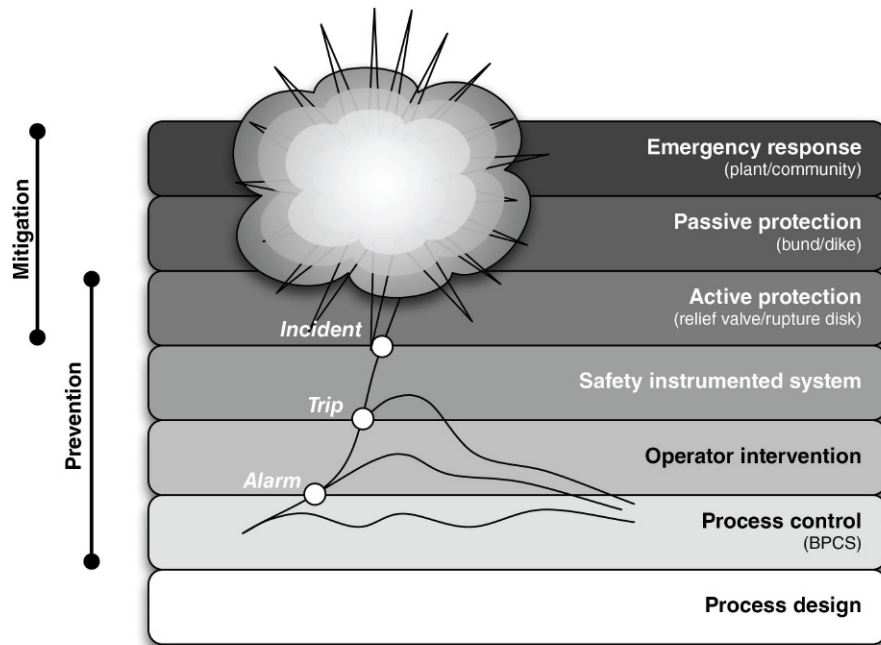 Emergency response
(plant/community)
Passive protection
(bund/dike)
Active protection
(relief valve/rupture disk)
Safety instrumented system
Operator intervention
Process control
(BPCS)
Process design
Incident
Trip
Alarm
Mitigation
Prevention